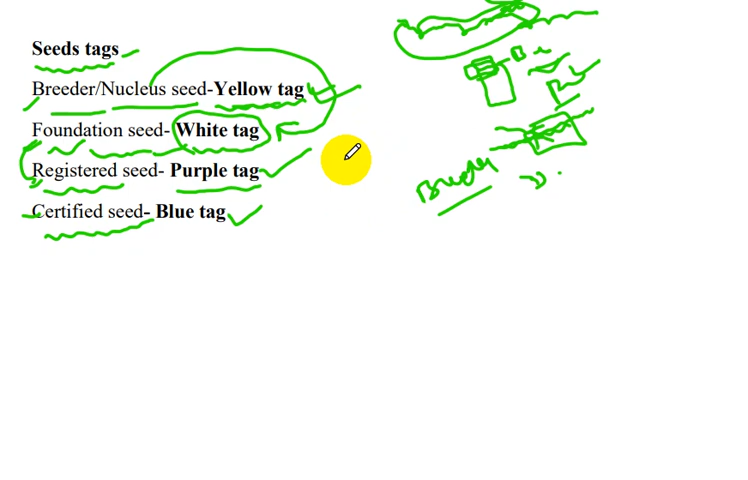 Seeds tags
Breeder/Nucleus seed-Yellow tag
Foundation seed- White tag
Registered seed- Purple tag
Certified seed- Blue tag
Breeder